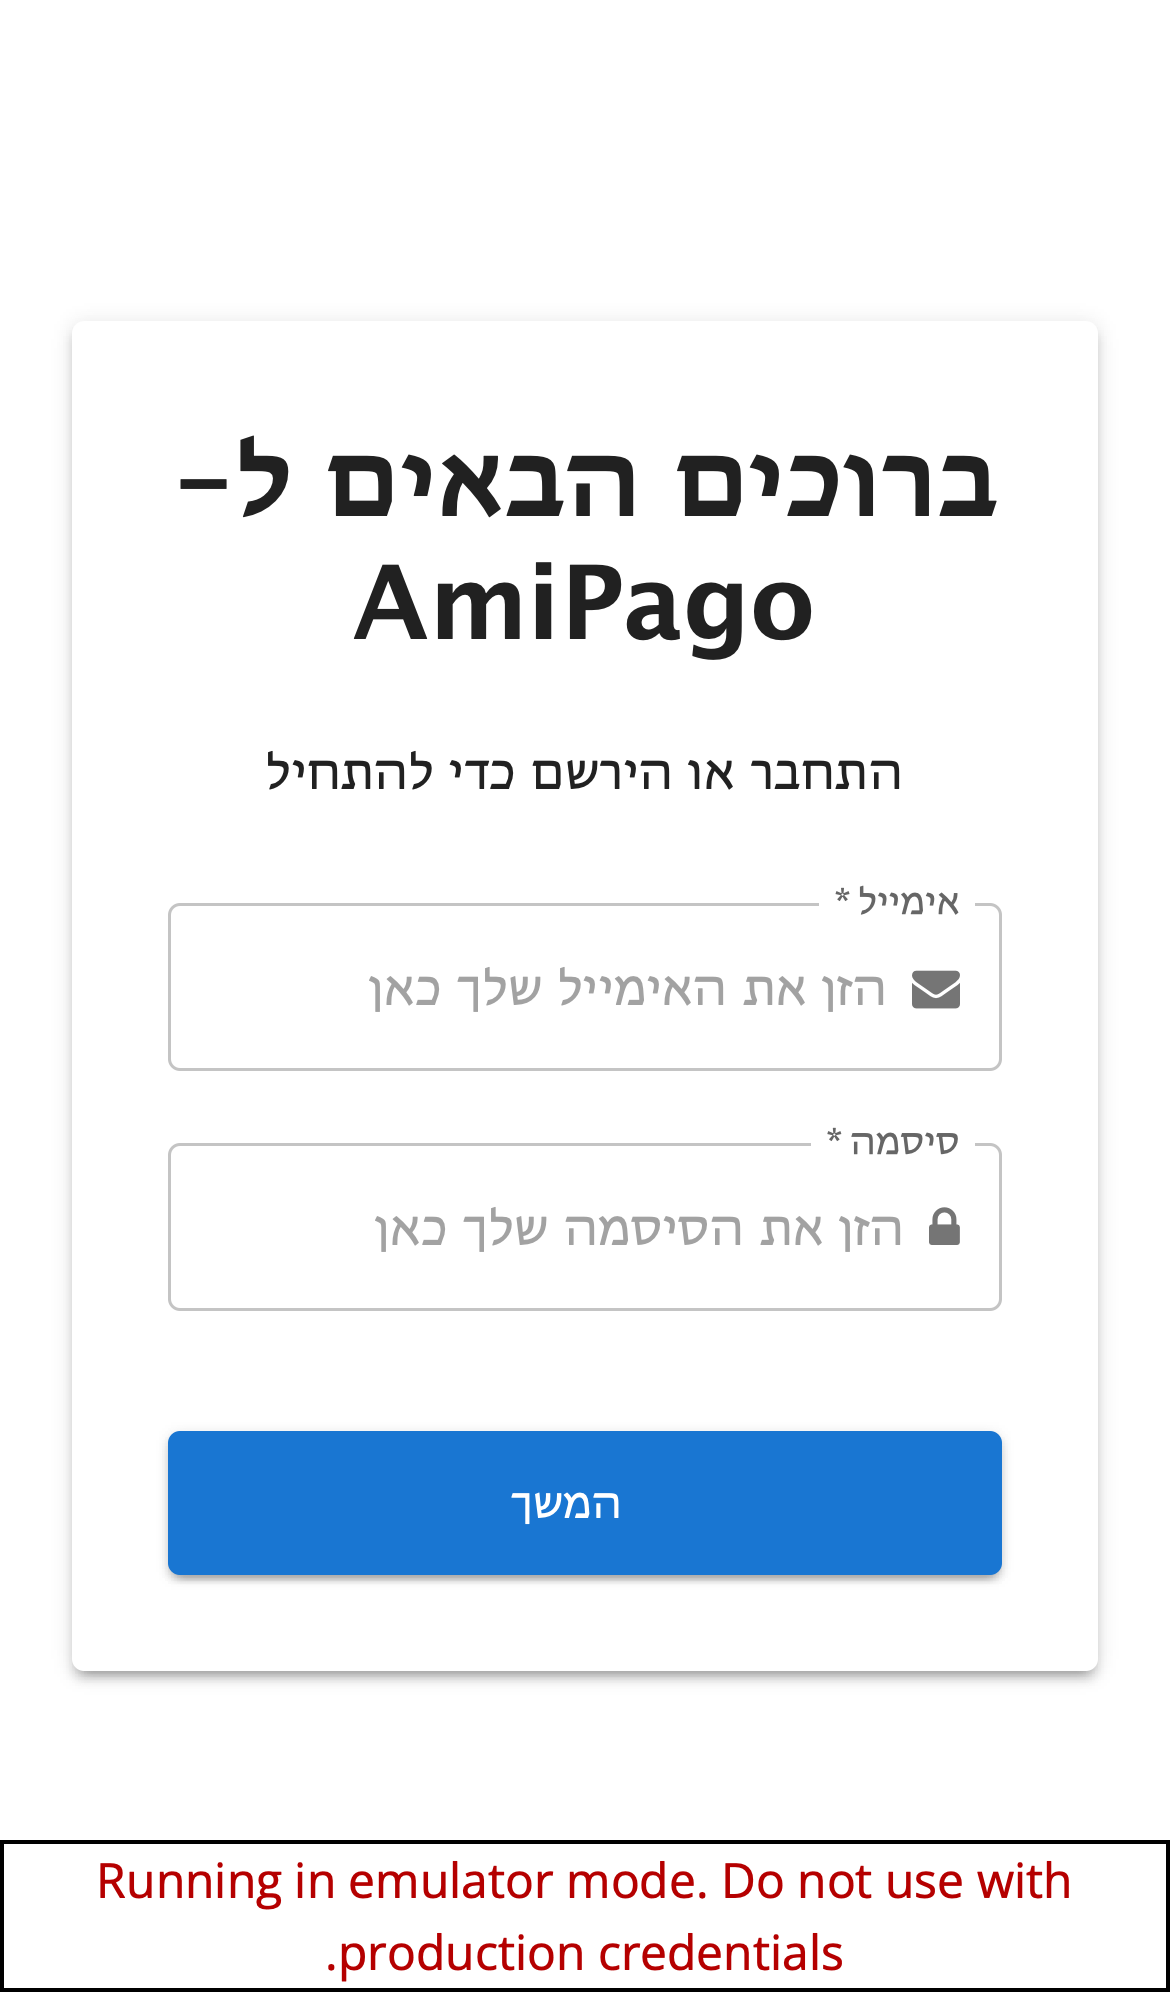 ברוכים הבאים ל-
AmiPago
התחבר או הירשם כדי להתחיל
אימייל *
הזן את האימייל שלך כאן
סיסמה *
הזן את הסיסמה שלך כאן
המשך
Running in emulator mode. Do not use with
.production credentials